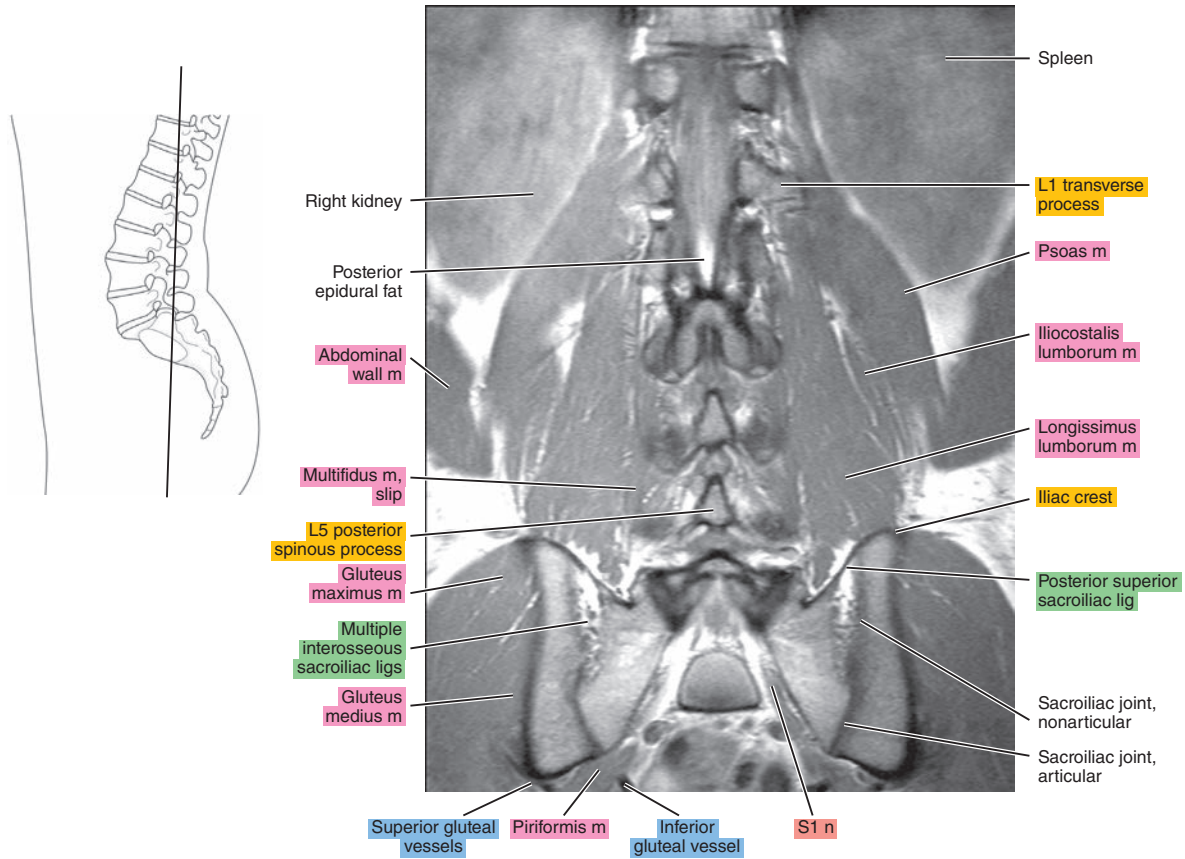 Spleen
Right kidney
L1 transverse
process
Psoas m
Posterior
epidural fat
Iliocostalis
lumborum m
Abdominal
wall m
Longissimus
lumborum m
Multifidus m,
slip
Iliac crest
L5 posterior
spinous process
Gluteus
maximus m
Posterior superior
sacroiliac lig
Multiple
interosseous
sacroiliac ligs
Gluteus
medius m
Sacroiliac joint,
nonarticular
Sacroiliac joint,
articular
Superior gluteal
vessels
Piriformis m
Inferior
gluteal vessel
S1 n